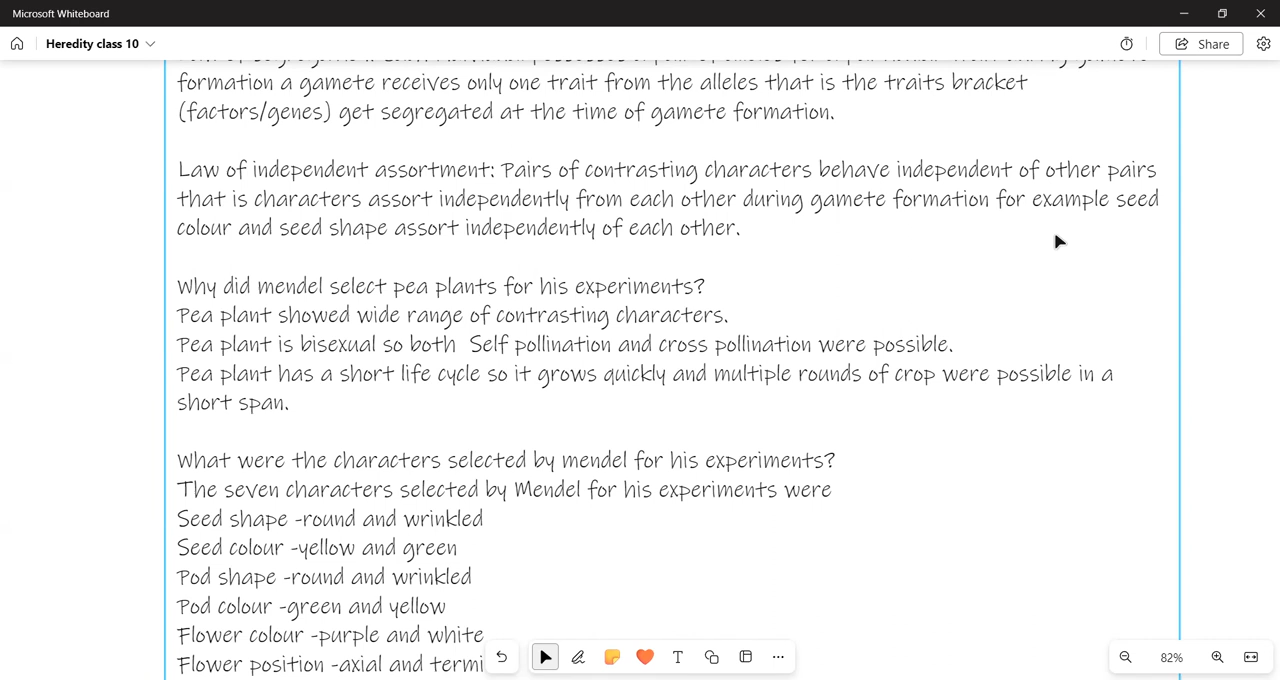 Microsoft Whiteboard
Heredity class 10
Share
formation a gamete receives only one trait from the alleles that is the traits bracket
(factors/genes) get segregated at the time of gamete formation.
Law of independent assortment: Pairs of contrasting characters behave independent of other pairs
that is characters assort independently from each other during gamete formation for example seed
colour and seed shape assort independently of each other.
Why did mendel select pea plants for his experiments?
Pea plant showed wide range of contrasting characters.
Pea plant is bisexual so both Self pollination and cross pollination were possible.
Pea plant has a short life cycle so it grows quickly and multiple rounds of crop were possible in a
short span.
What were the characters selected by mendel for his experiments?
The seven characters selected by Mendel for his experiments were
Seed shape -round and wrinkled
Seed colour -yellow and green
Pod shape -round and wrinkled
Pod colour -green and yellow
Flower colour -purple and white
Flower position -axial and termi
82%